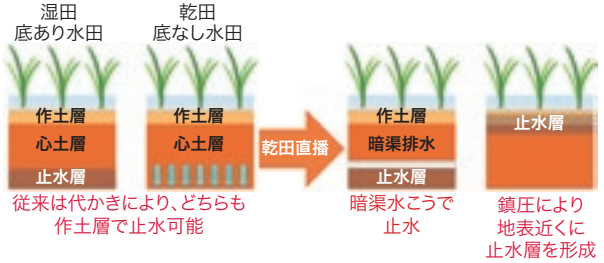 湿田
底あり水田
作土層
心土層
止水層
乾田
底なし水田
作土層
心土層
従来は代かきにより、どちらも
作土層で止水可能
乾田直播
作土層
暗渠排水
止水層
暗渠水こうで
止水
止水層
鎮圧により
地表近くに
止水層を形成